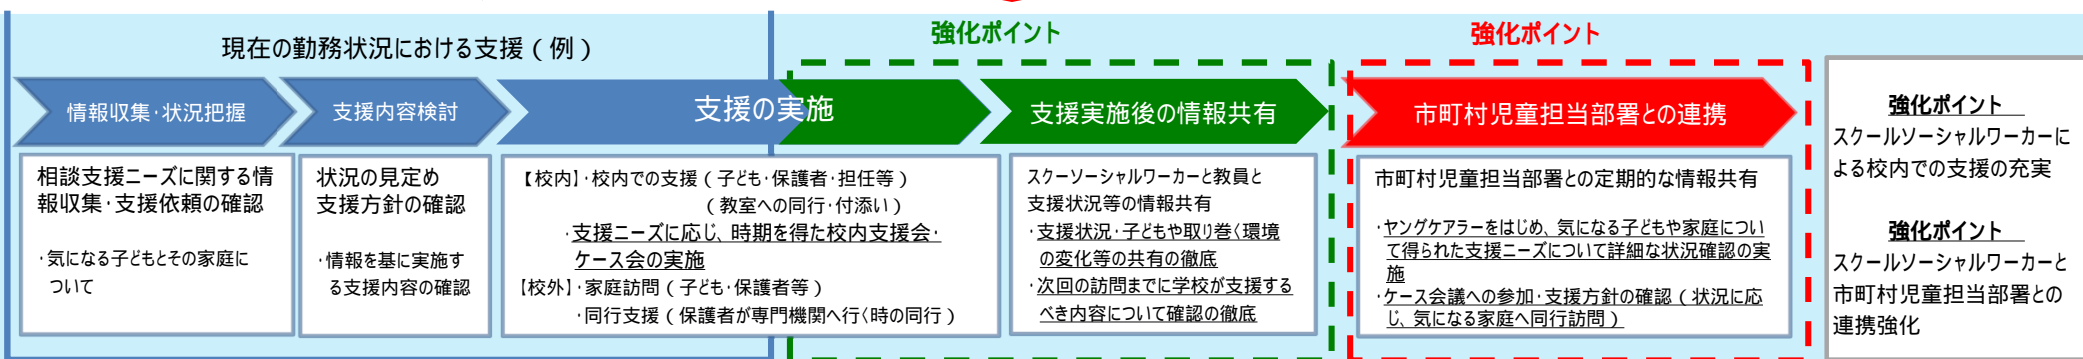 現在の勤務状況における支援（例）
強化ポイント
強化ポイント
情報収集･状況把握
支援内容検討
支援の実施
支援実施後の情報共有
市町村児童担当部署との連携
相談支援ニーズに関する情
報収集･支援依頼の確認
･気になる子どもとその家庭に
ついて
状況の見定め
支援方針の確認
･情報を基に実施す
る支援内容の確認
【校内】･校内での支援（子ども･保護者･担任等）
（教室への同行･付添い）
･支援ニーズに応じ、時期を得た校内支援会･
ケース会の実施
【校外】･家庭訪問（子ども･保護者等）
･同行支援（保護者が専門機関へ行く時の同行）
スクーソーシャルワーカーと教員と
支援状況等の情報共有
･支援状況･子どもや取り巻く環境
の変化等の共有の徹底
･次回の訪問までに学校が支援する
べき内容について確認の徹底
市町村児童担当部署との定期的な情報共有
･ヤングケアラーをはじめ、気になる子どもや家庭につい
て得られた支援ニーズについて詳細な状況確認の実
施
･ケース会議への参加･支援方針の確認（状況に応
じ、気になる家庭へ同行訪問）
強化ポイント
スクールソーシャルワーカーに
よる校内での支援の充実
強化ポイント
スクールソーシャルワーカーと
市町村児童担当部署との
連携強化